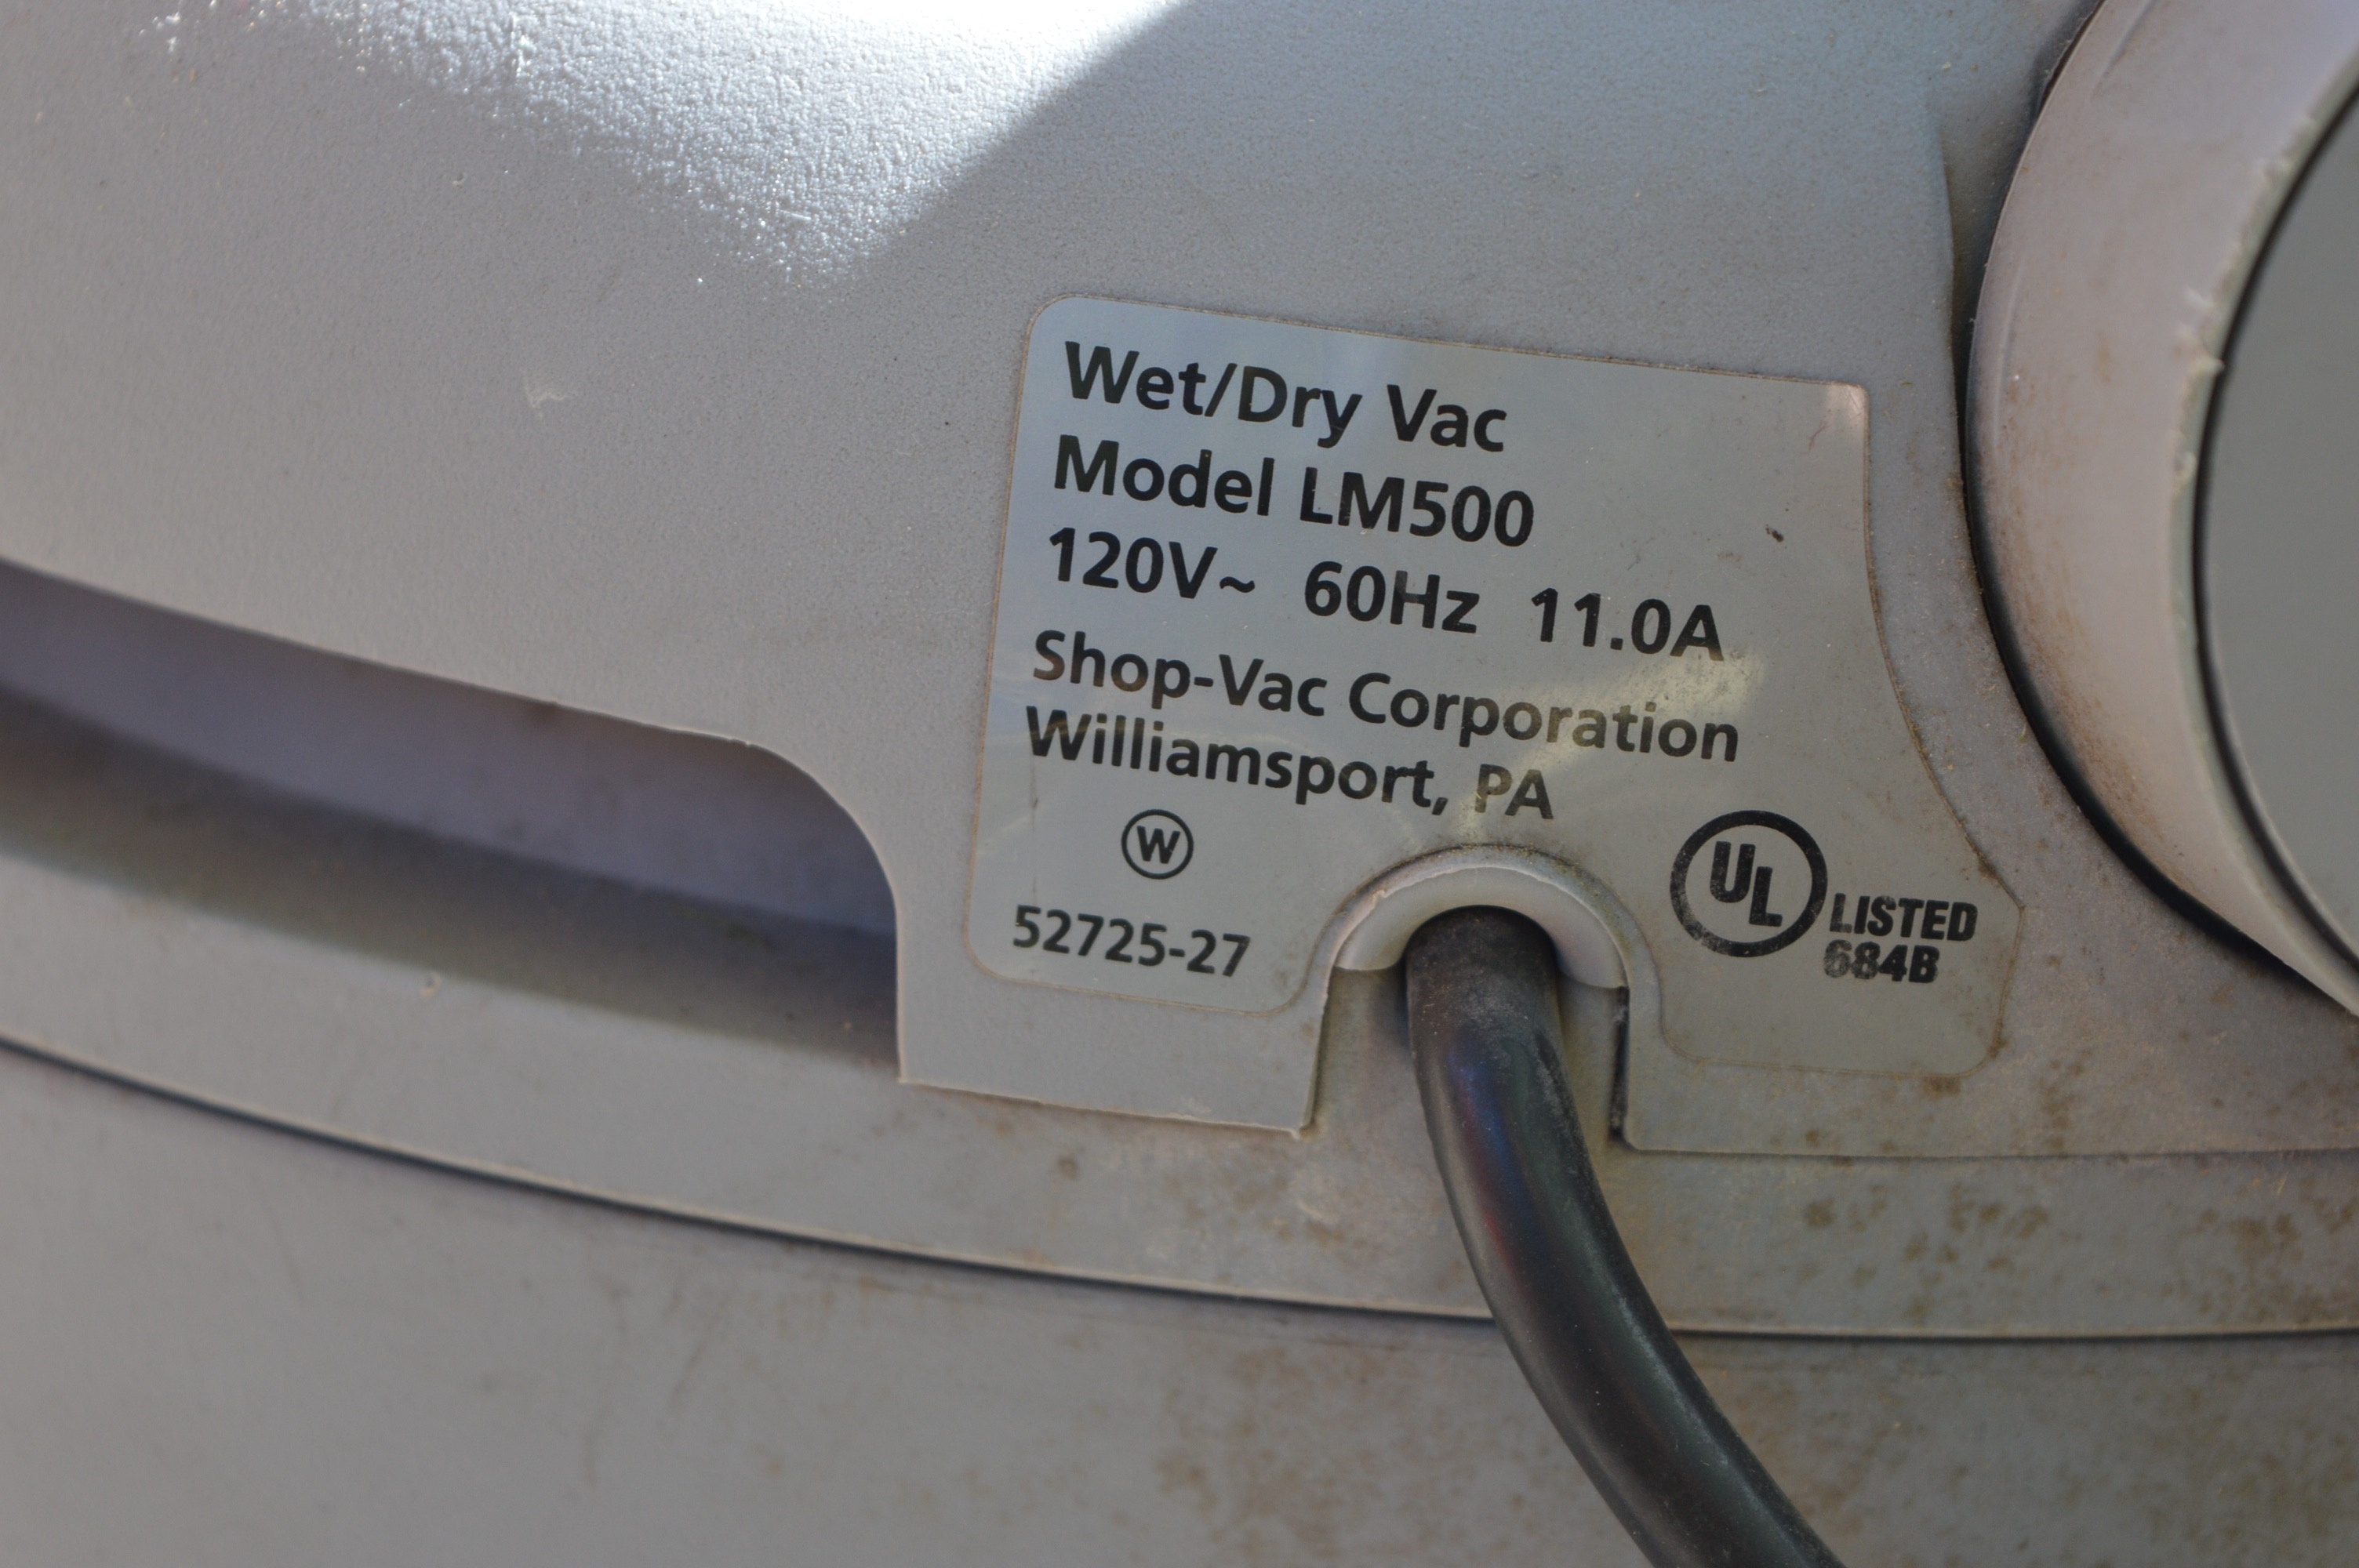 Wet/Dry Vac
Model LM500
120V~ 60Hz 11.0A
Shop-Vac Corporation
Williamsport, PA
W
52725-27
UL LISTED
684B